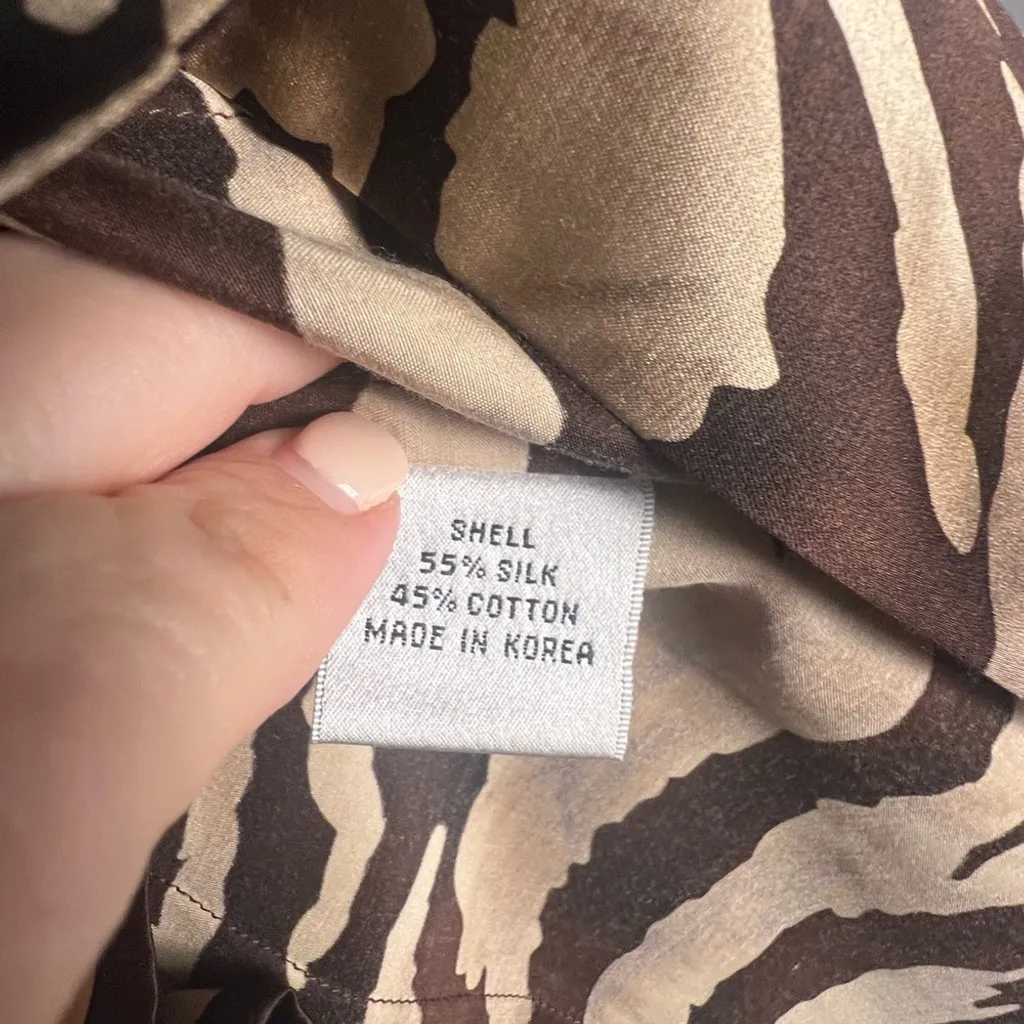 SHELL
55% SILK
45% COTTON
MADE IN KOREA